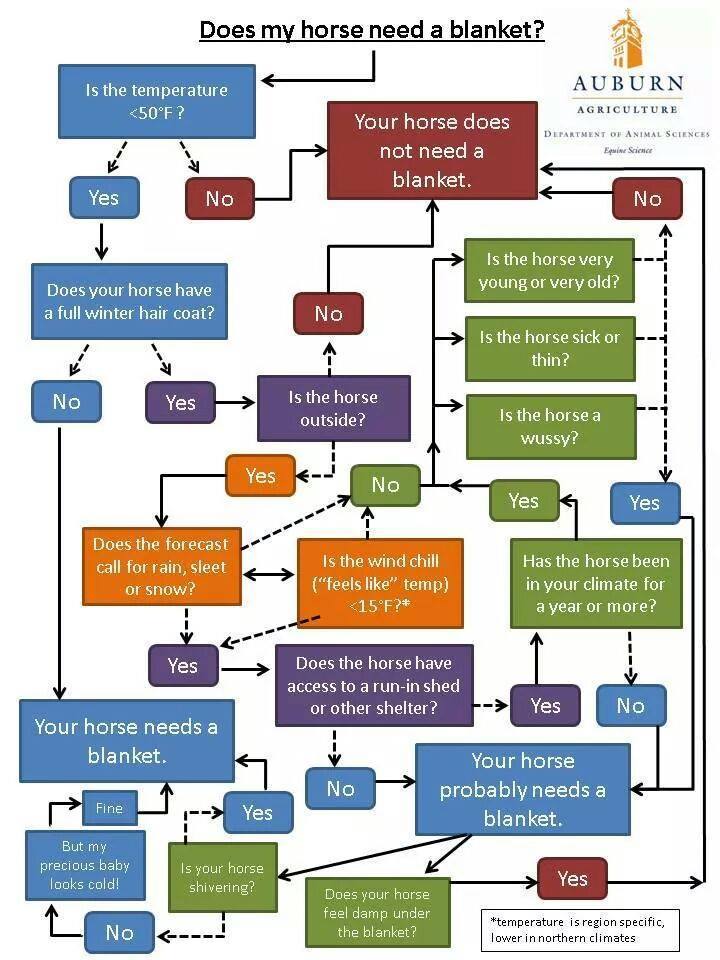 Does my horse need a blanket?
AUBURN
AGRICULTURE
DEPARTMENT OF ANIMAL SCIENCES
Equine Science
Is the temperature
<50°F ?
Your horse does
not need a
blanket.
Yes
No
No
Does your horse have
a full winter hair coat?
Is the horse very
young or very old?
No
Is the horse sick or
thin?
No
Yes
Is the horse
outside?
Is the horse a
wussy?
Yes
No
Yes
Yes
Does the forecast
call for rain, sleet
or snow?
Is the wind chill
("feels like" temp)
<15°F?*
Has the horse been
in your climate for
a year or more?
Yes
Does the horse have
access to a run-in shed
or other shelter?
Yes
No
Your horse needs a
blanket.
No
Your horse
probably needs a
blanket.
Fine
Yes
But my
precious baby
looks cold!
Is your horse
shivering?
Does your horse
feel damp under
the blanket?
Yes
No
*temperature is region specific,
lower in northern climates